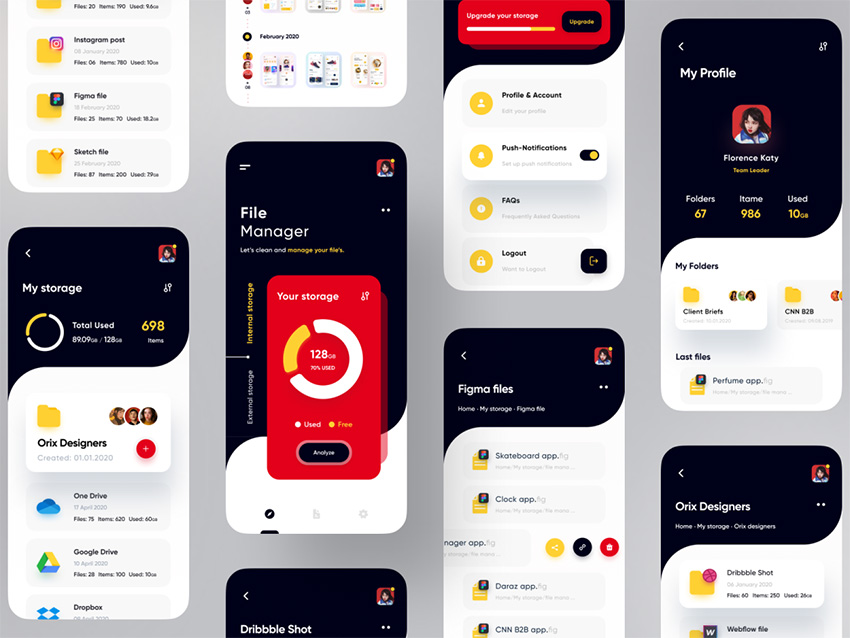 Files: 20 Items: 190 Used: 9.6GB
Instagram post
08 January 2020
Files: 06 Items: 780 Used: 10GB
Figma file
18 February 2020
Files: 25 Items: 70 Used: 18.2GB
Sketch file
25 February 2020
Files: 87 Items: 200 Used: 79GB
My storage
Total Used
89.09GB / 128GB
698
Items
Orix Designers
Created: 01.01.2020
One Drive
17 April 2020
Files: 75 Items: 620 Used: 60GB
Google Drive
10 April 2020
Files: 28 Items: 100 Used: 10GB
Dropbox
03
February 2020
08
File
Manager
Let's clean and manage your file's.
Internal storage
External storage
Your storage
128GB
70% USED
Used
Free
Analyze
Dribbble Shot
Upgrade your storage
Upgrade
Profile & Account
Edit your profile
Push-Notifications
Set up push notifications
FAQs
Frequently Asked Questions
Logout
Want to Logout
Figma files
Home · My storage · Figma file
Skateboard app.fig
Home/My storage/file mana ...
Clock app.fig
Home/My storage/file mana ...
nager app.fig
y storage/file mana ...
Daraz app.fig
Home/My storage/file mana ...
CNN B2B app.fig
My Profile
Florence Katy
Team Leader
Folders
67
Itame
986
Used
10GB
My Folders
Client Briefs
Created: 10.01.2020
CNN B2B
Created: 09.08.2019
Last files
Perfume app.fig
Home/My storage/file mana ...
Orix Designers
Home · My storage · Orix designers
Dribbble Shot
06 January 2020
Files: 60 Items: 250 Used: 26GB
Webflow file